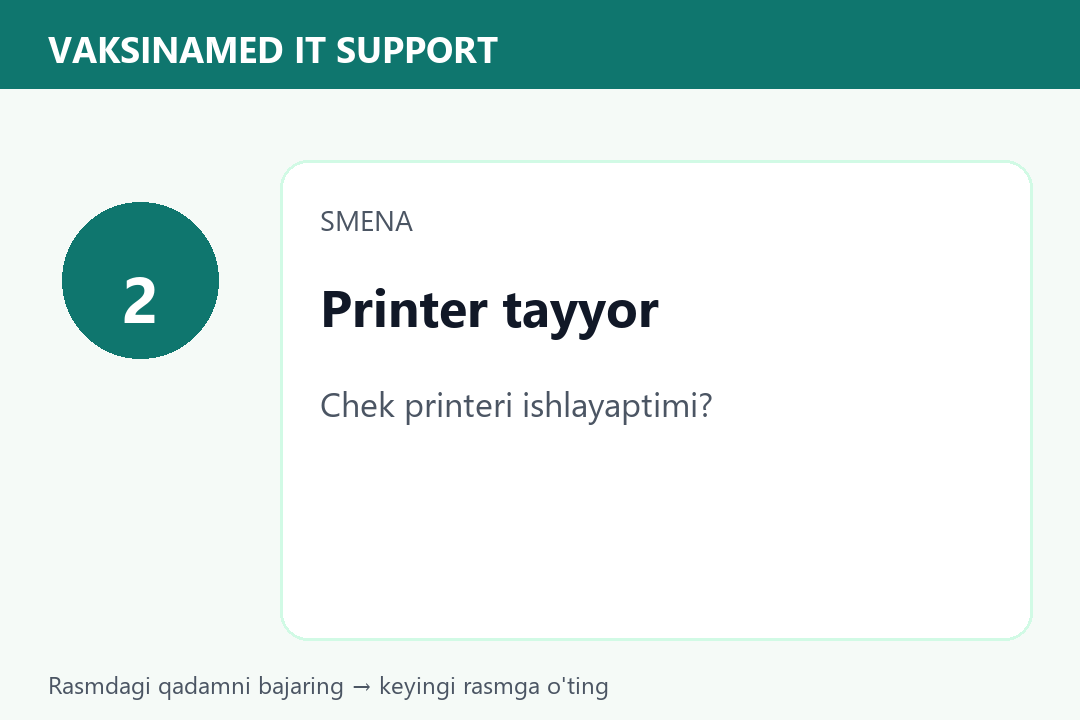 VAKSINAMED IT SUPPORT
2
SMENA
Printer tayyor
Chek printeri ishlayaptimi?
Rasmdagi qadamni bajaring → keyingi rasmga o'ting